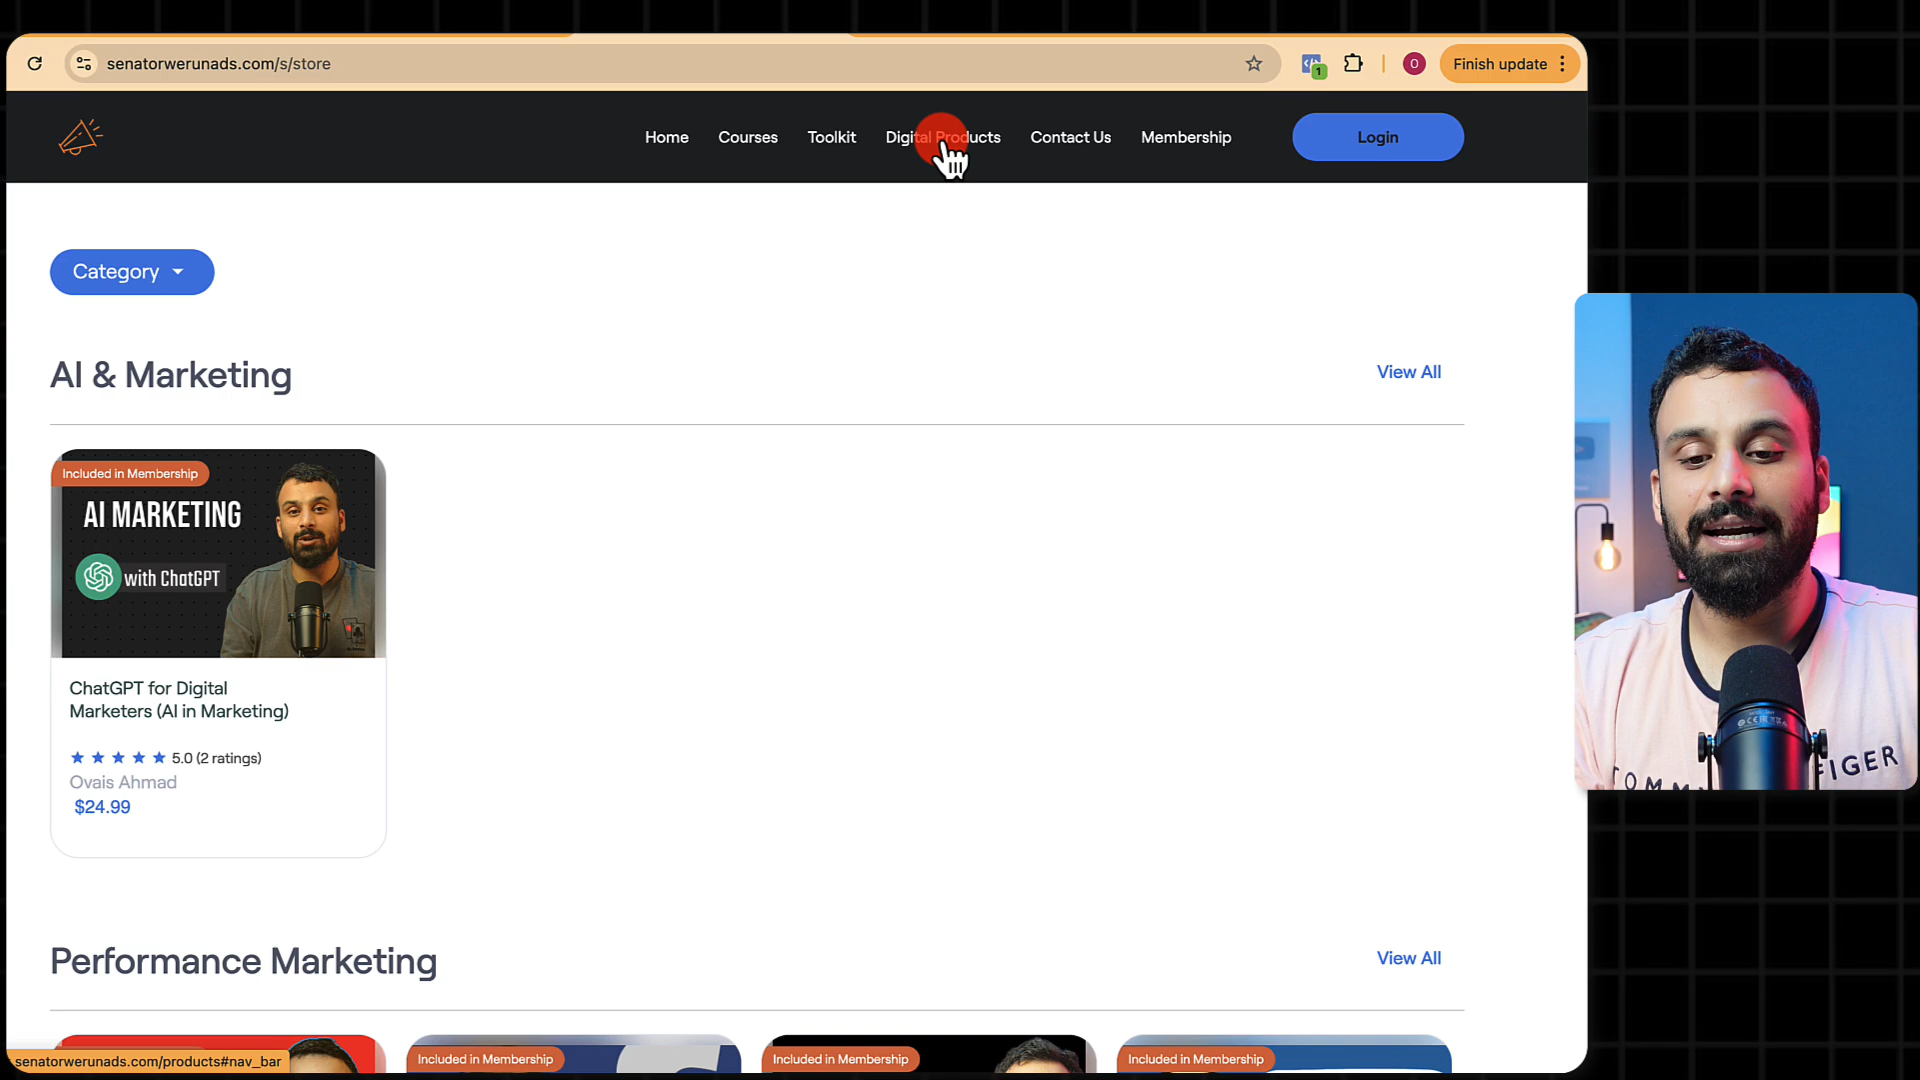 senatorwerunads.com/s/store
1
O
Finish update
Home
Courses
Toolkit
Digital Products
Contact Us
Membership
Login
Category
AI & Marketing
View All
Included in Membership
AI MARKETING
with ChatGPT
ChatGPT for Digital
Marketers (AI in Marketing)
5.0 (2 ratings)
Ovais Ahmad
$24.99
Performance Marketing
View All
Included in Membership
Included in Membership
Included in Membership
senatorwerunads.com/products#nav_bar